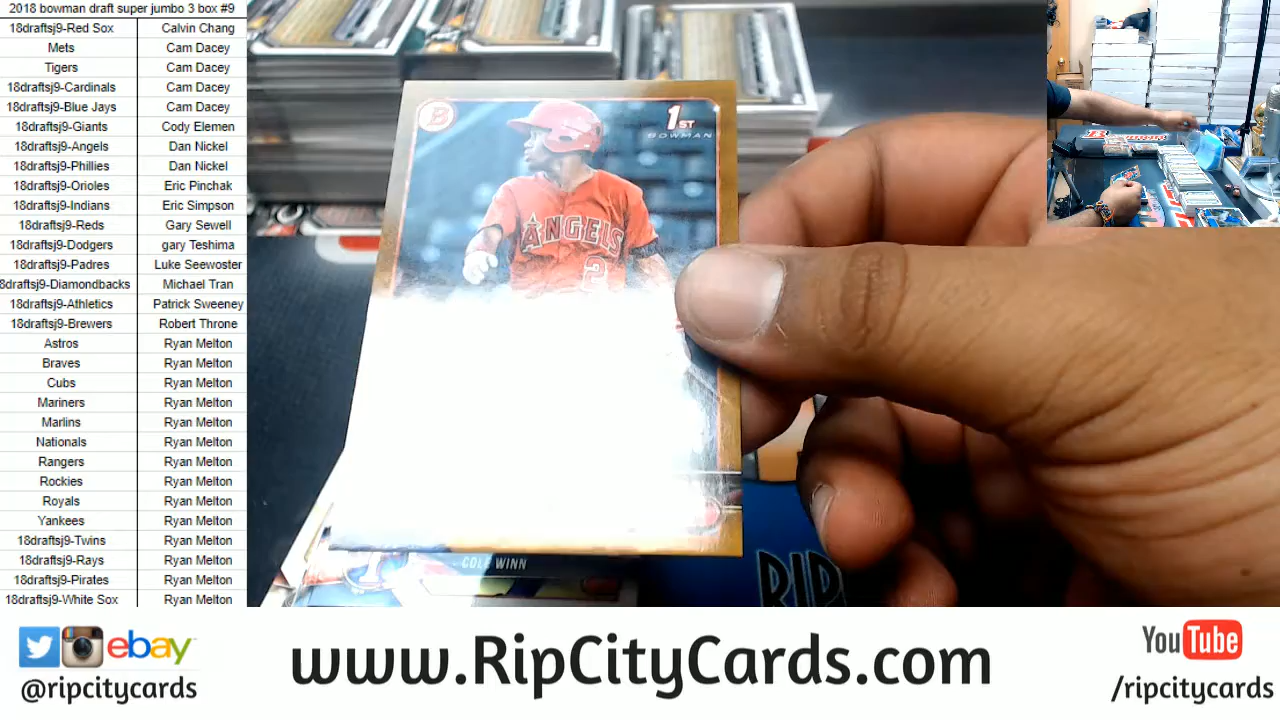 2018 bowman draft super jumbo 3 box #9
18draftsj9-Red Sox Calvin Chang
Mets Cam Dacey
Tigers Cam Dacey
18draftsj9-Cardinals Cam Dacey
18draftsj9-Blue Jays Cam Dacey
18draftsj9-Giants Cody Elemen
18draftsj9-Angels Dan Nickel
18draftsj9-Phillies Dan Nickel
18draftsj9-Orioles Eric Pinchak
18draftsj9-Indians Eric Simpson
18draftsj9-Reds Gary Sewell
18draftsj9-Dodgers gary Teshima
18draftsj9-Padres Luke Seewoster
8draftsj9-Diamondbacks Michael Tran
18draftsj9-Athletics Patrick Sweeney
18draftsj9-Brewers Robert Throne
Astros Ryan Melton
Braves Ryan Melton
Cubs Ryan Melton
Mariners Ryan Melton
Marlins Ryan Melton
Nationals Ryan Melton
Rangers Ryan Melton
Rockies Ryan Melton
Royals Ryan Melton
Yankees Ryan Melton
18draftsj9-Twins Ryan Melton
18draftsj9-Rays Ryan Melton
18draftsj9-Pirates Ryan Melton
18draftsj9-White Sox Ryan Melton
B
1ST
BOWMAN
ANGELS
2
COLE WINN
RIP
ebay
@ripcitycards
www.RipCityCards.com
YouTube
/ripcitycards